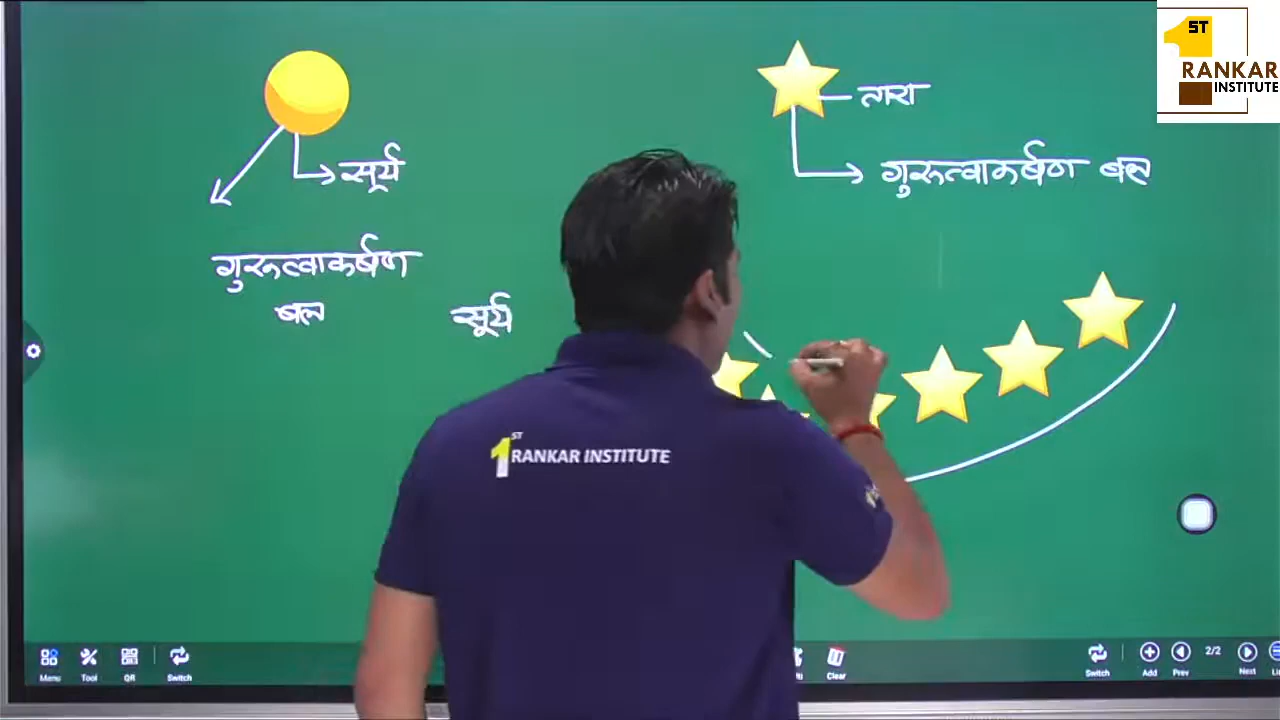 1ST
RANKAR
INSTITUTE
तारा
सूर्य
गुरुत्वाकर्षण बल
गुरुत्वाकर्षण
बल
सूर्य
1ST RANKAR INSTITUTE
Menu
Tool
QR
Switch
Clear
Switch
Add
Prev
2/2
Next